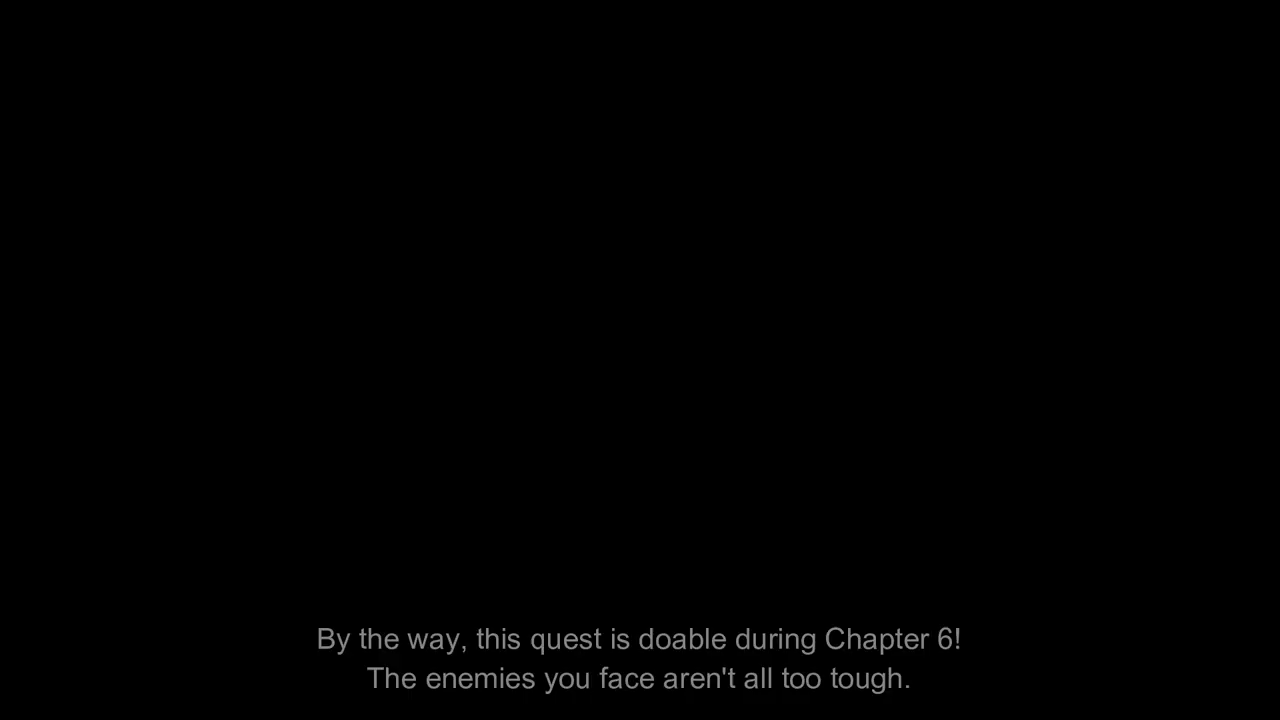 By the way, this quest is doable during Chapter 6!
The enemies you face aren't all too tough.